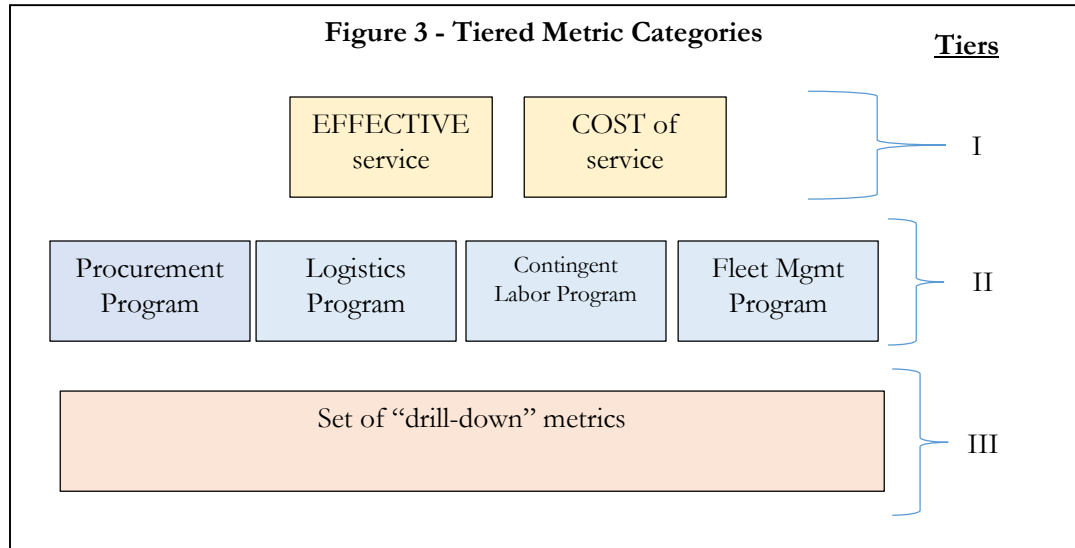 Figure 3 - Tiered Metric Categories
Tiers
EFFECTIVE
service
COST of
service
I
Procurement
Program
Logistics
Program
Contingent
Labor Program
Fleet Mgmt
Program
II
Set of “drill-down” metrics
III